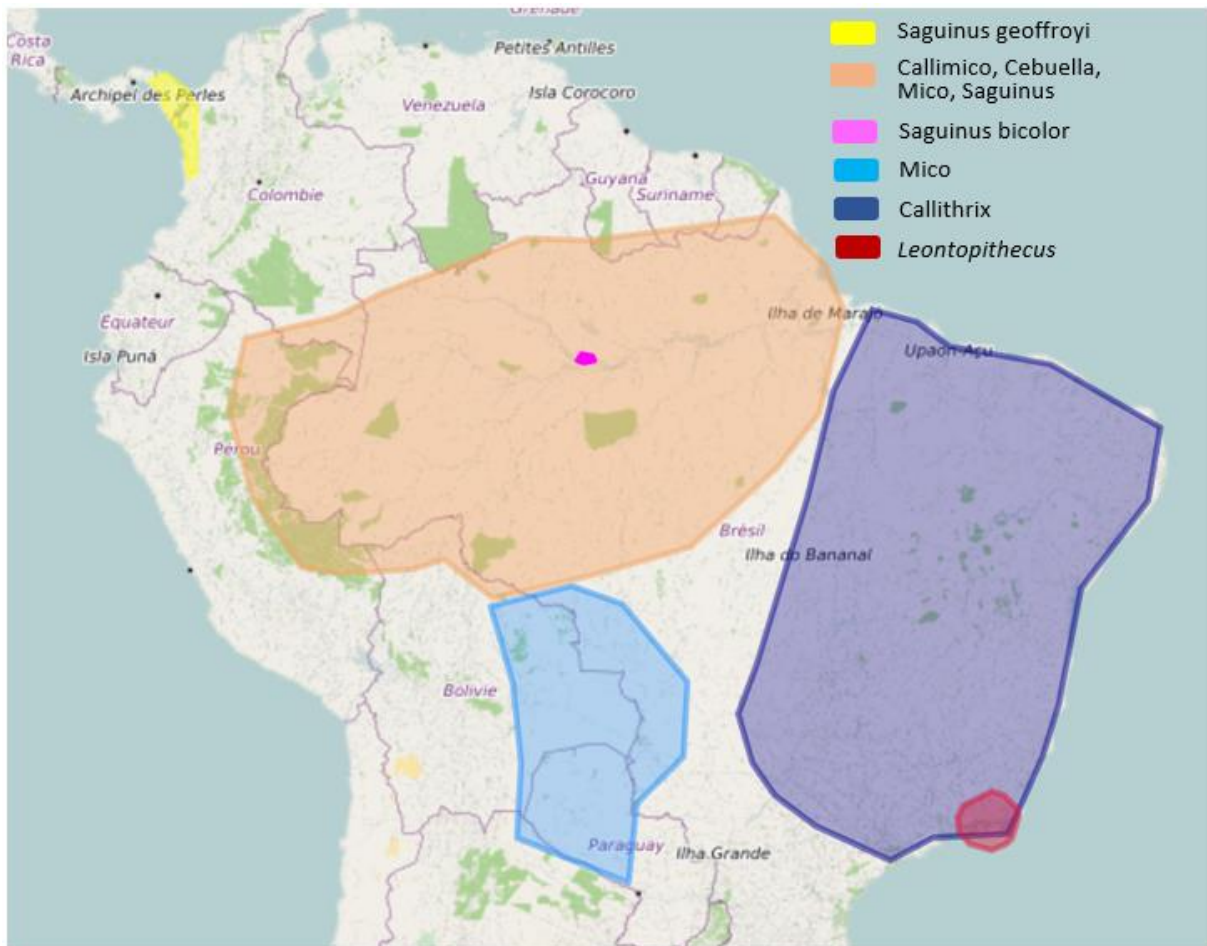 Grenade
Costa
Rica
Petites Antilles
Archipel des Perles
Venezuela
Isla Corocoro
Colombie
Guyana
Suriname
Equateur
Isla Puná
Ilha de Marajó
Upaon-Açu
Pérou
Brésil
Ilha do Bananal
Bolivie
Paraguay
Ilha Grande
Saguinus geoffroyi
Callimico, Cebuella,
Mico, Saguinus
Saguinus bicolor
Mico
Callithrix
Leontopithecus